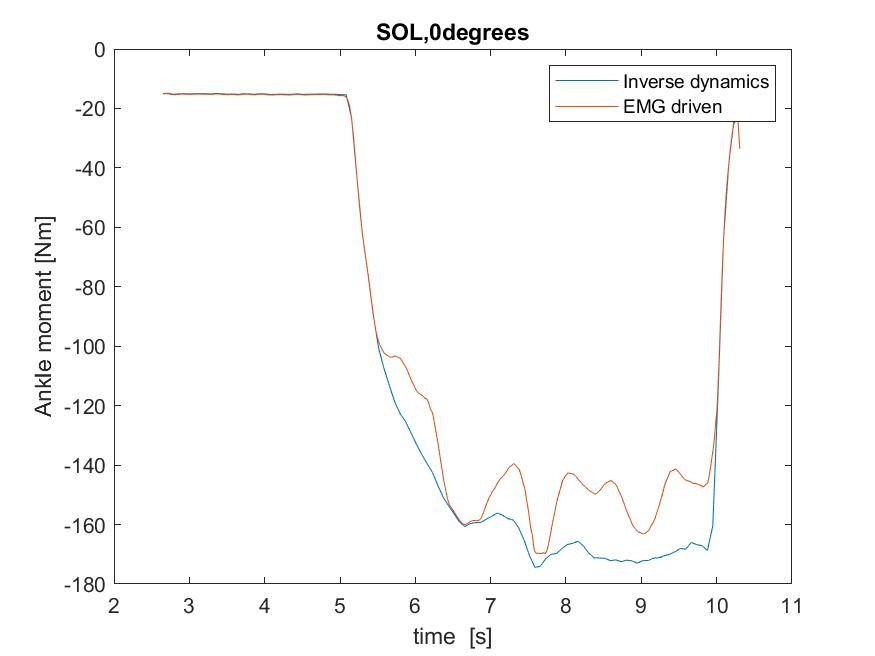 SOL,0degrees
Inverse dynamics
EMG driven
0
-20
-40
-60
-80
-100
-120
-140
-160
-180
Ankle moment [Nm]
2 3 4 5 6 7 8 9 10 11
time [s]